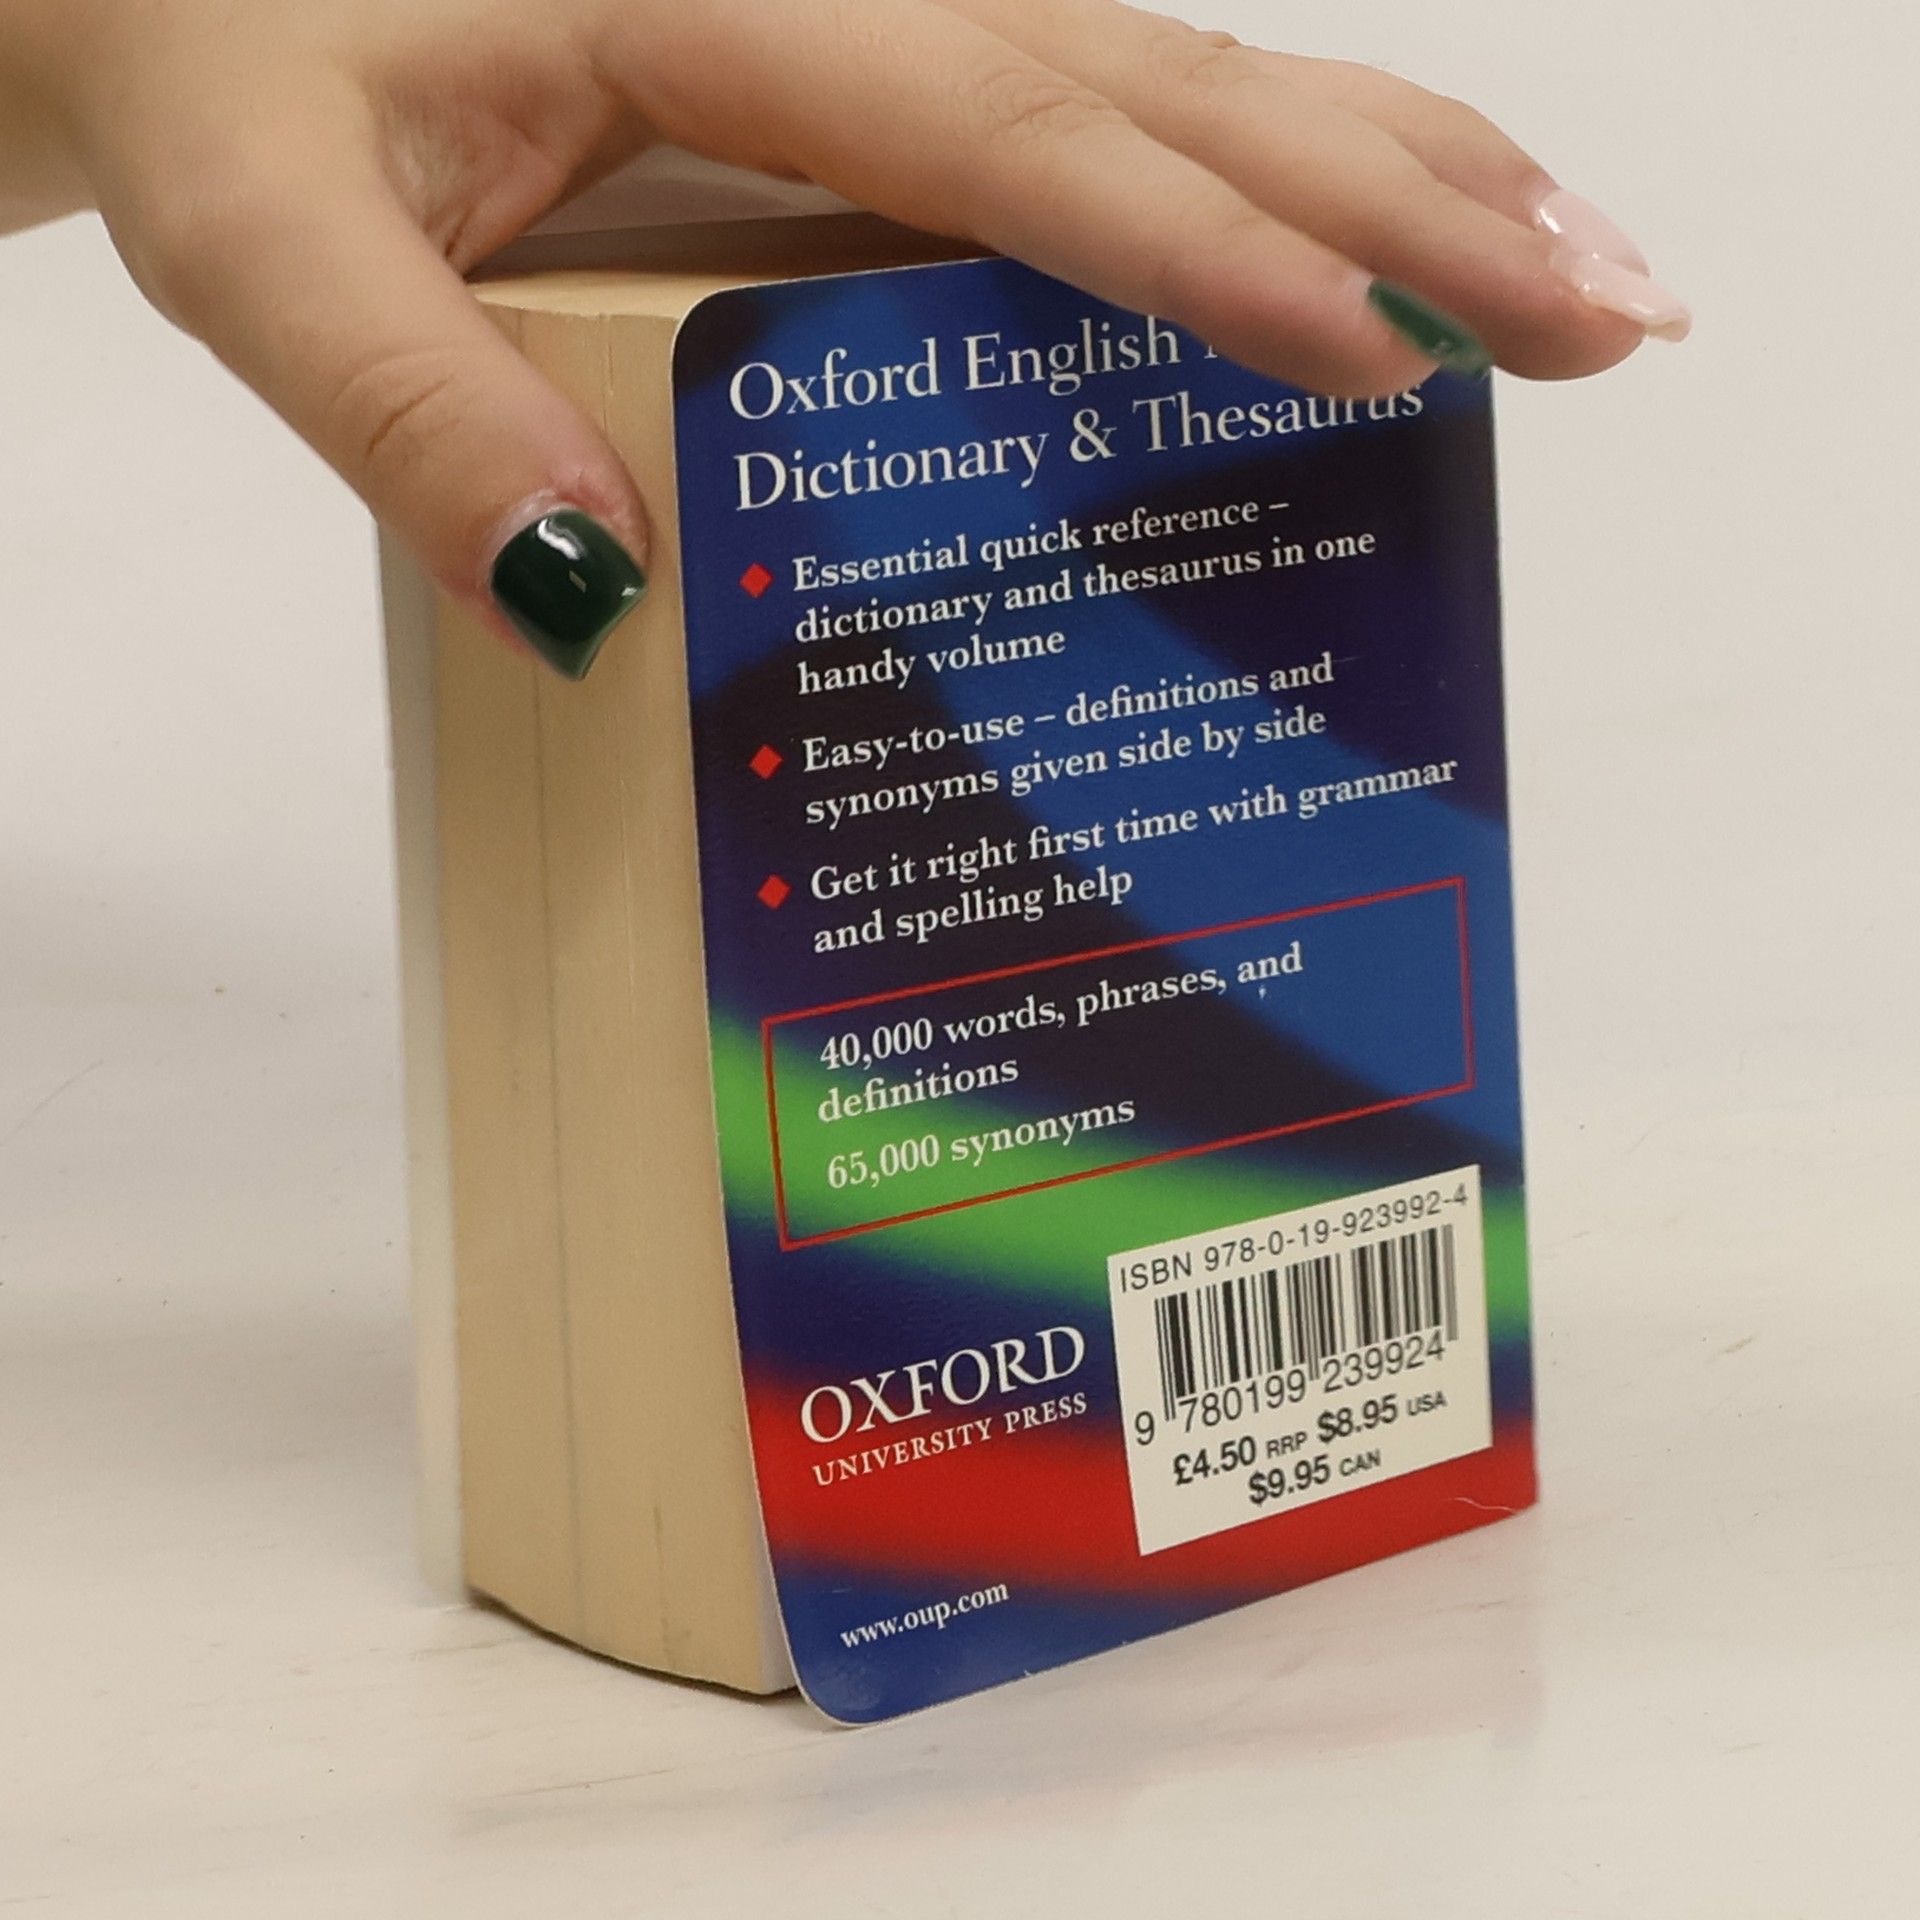 Oxford English
Dictionary & Thesaurus
Essential quick reference –
dictionary and thesaurus in one
handy volume
Easy-to-use – definitions and
synonyms given side by side
Get it right first time with grammar
and spelling help
40,000 words, phrases, and
definitions
65,000 synonyms
ISBN 978-0-19-923992-4
9 780199 239924
£4.50 RRP $8.95 USA
$9.95 CAN
OXFORD
UNIVERSITY PRESS
www.oup.com